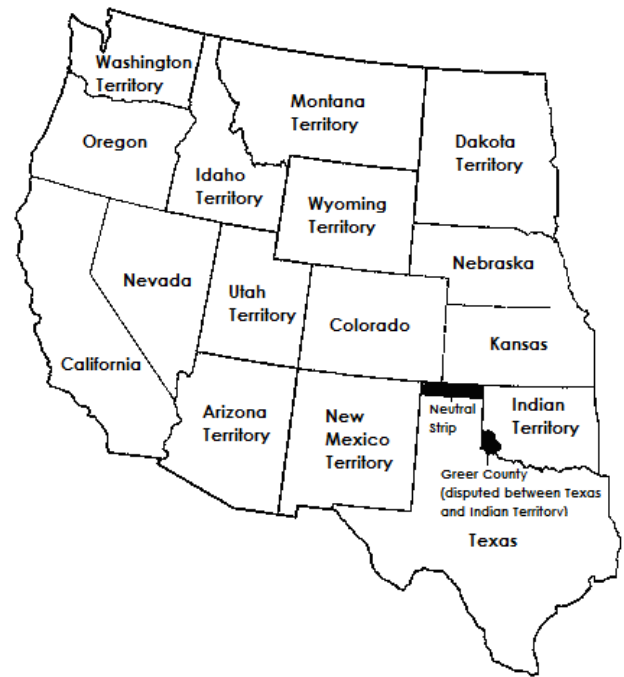 Washington
Territory
Montana
Territory
Dakota
Territory
Oregon
Idaho
Territory
Wyoming
Territory
Nebraska
Nevada
Utah
Territory
Colorado
Kansas
California
Arizona
Territory
New
Mexico
Territory
Neutral
Strip
Indian
Territory
Greer County
(disputed between Texas
and Indian Territory)
Texas